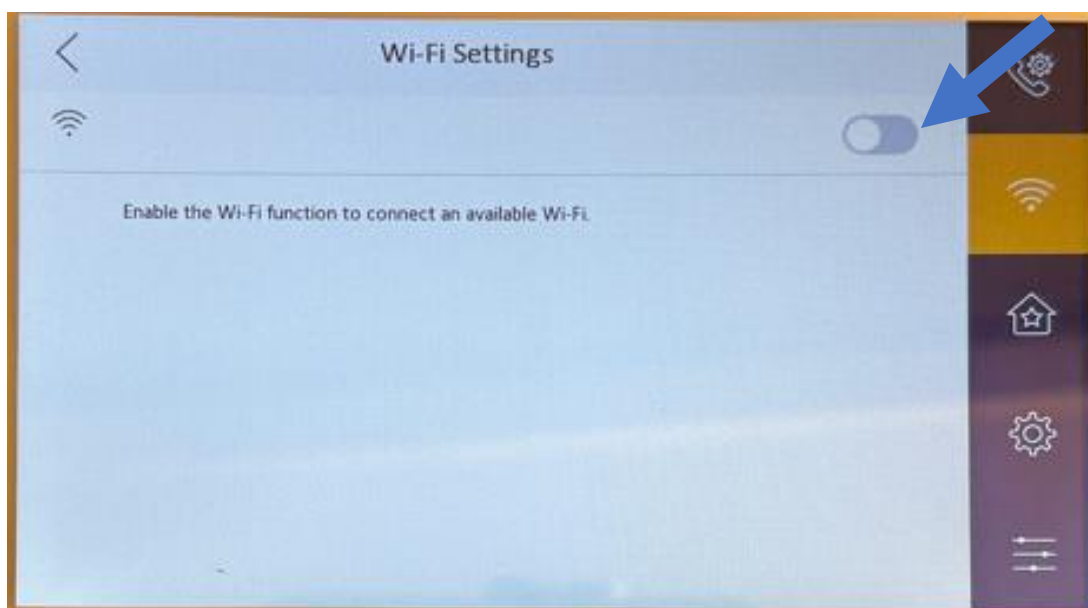 Wi-Fi Settings
Enable the Wi-Fi function to connect an available Wi-Fi.